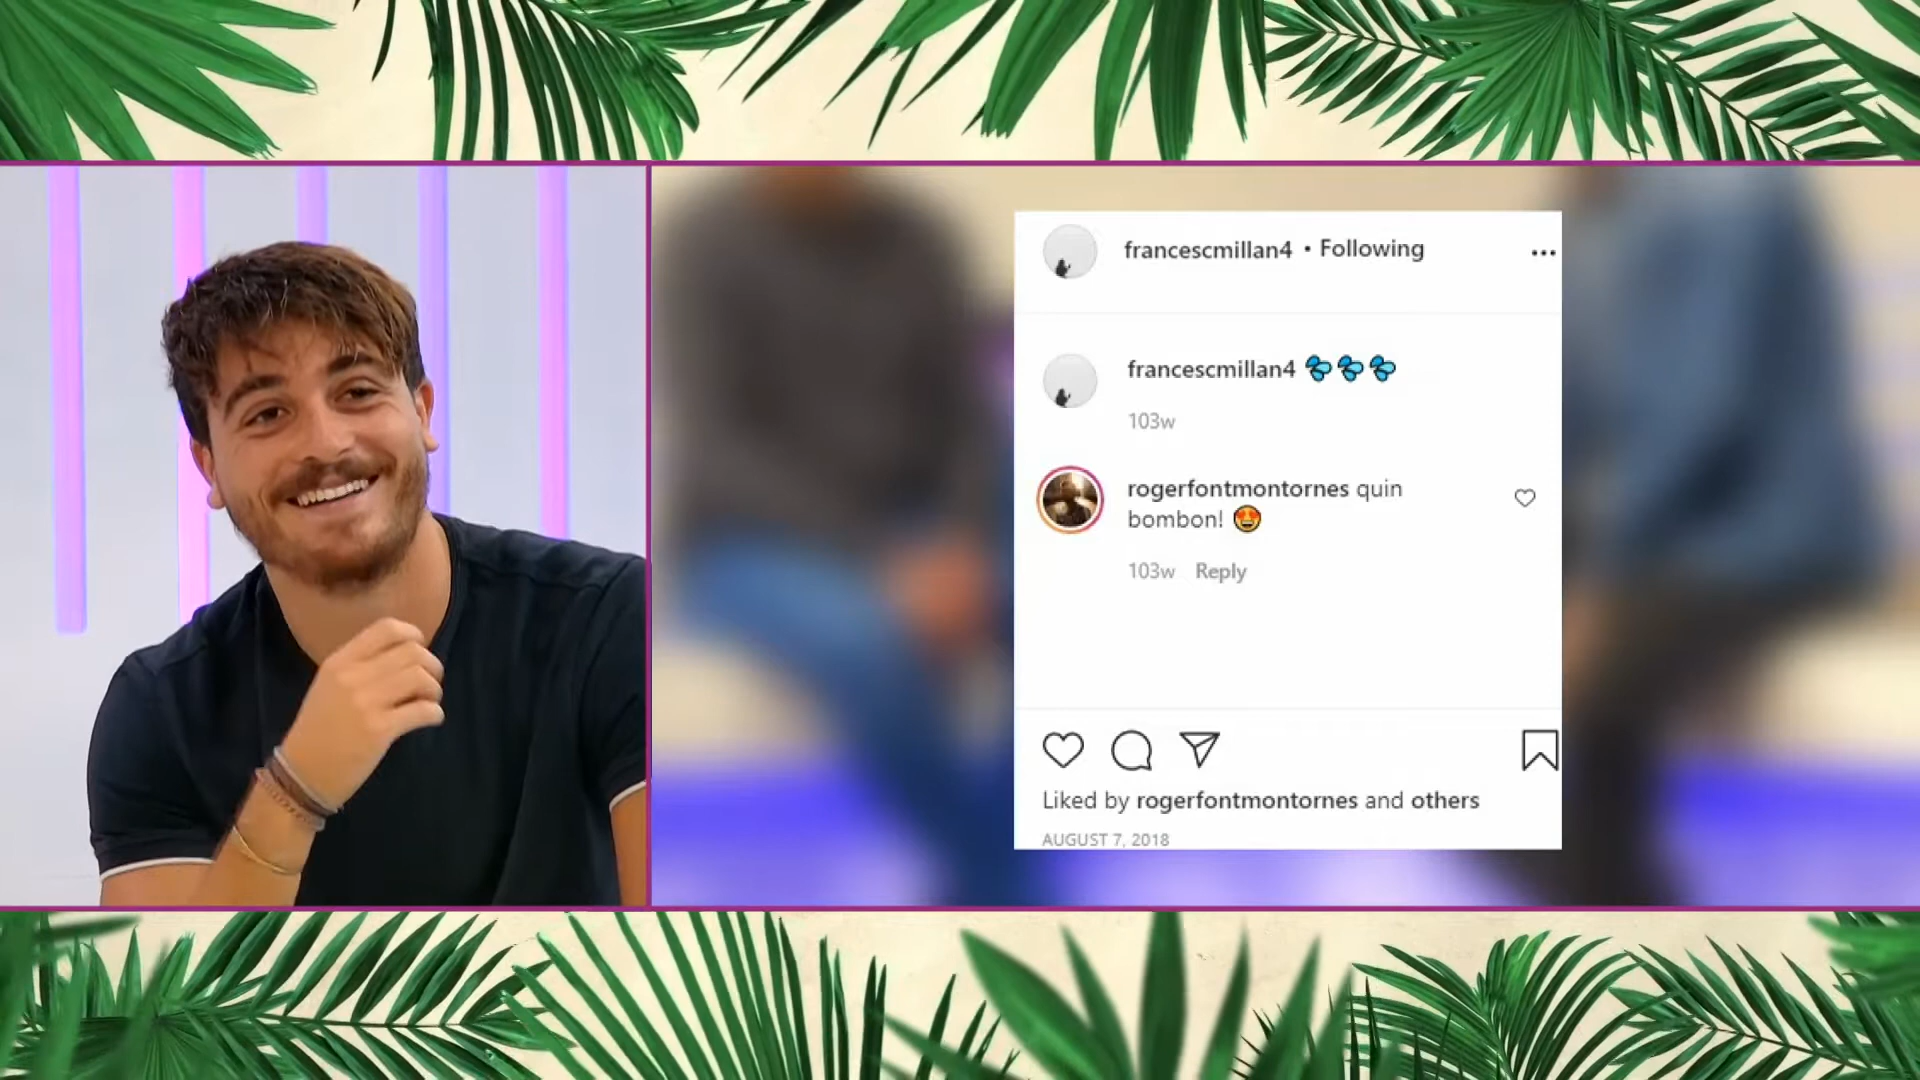 francescmillan4 • Following
francescmillan4 💦💦💦
103w
rogerfontmontornes quin
bombon! 😍
103w Reply
Liked by rogerfontmontornes and others
AUGUST 7, 2018